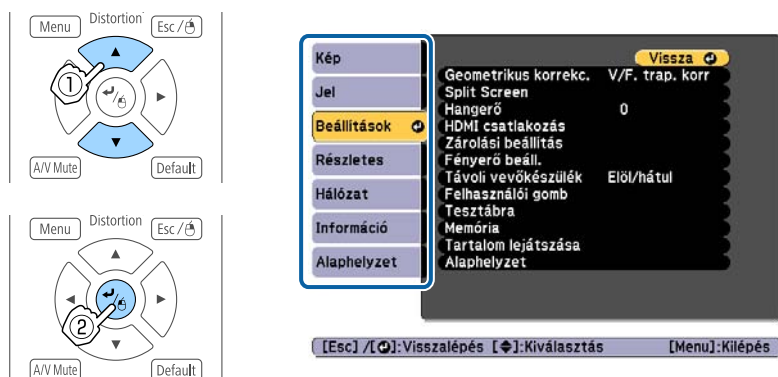 Menu Distortion Esc /
①
A/V Mute Default
Menu Distortion Esc /
②
A/V Mute Default
Kép
Jel
Beállítások
Részletes
Hálózat
Információ
Alaphelyzet
Vissza
Geometrikus korrekc. V/F. trap. korr
Split Screen
Hangerő 0
HDMI csatlakozás
Zárolási beállítás
Fényerő beáll.
Távoli vevőkészülék Elöl/hátul
Felhasználói gomb
Tesztábra
Memória
Tartalom lejátszása
Alaphelyzet
[Esc] /[ ]:Visszalépés [ ]:Kiválasztás [Menu]:Kilépés